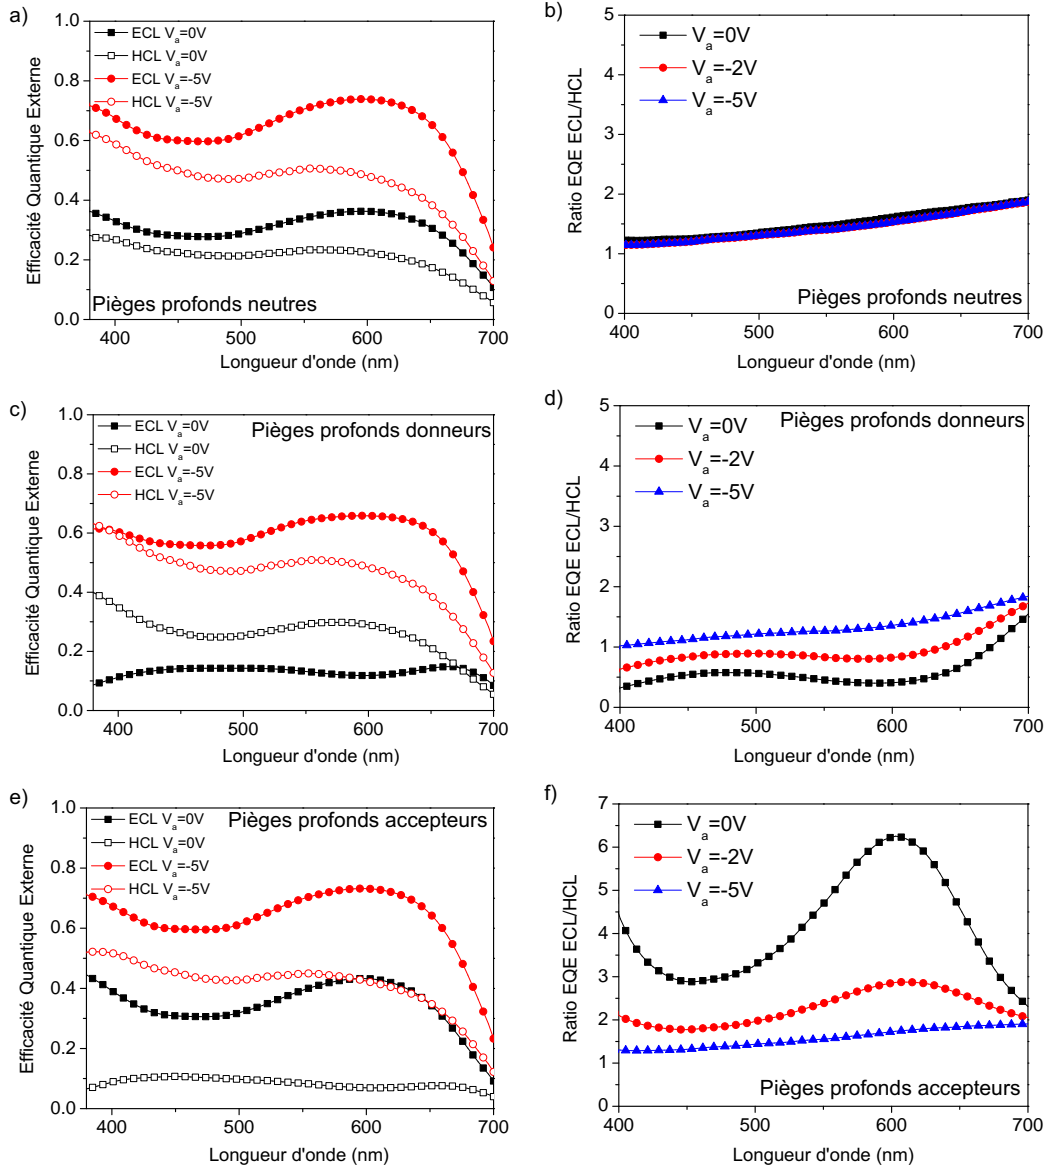 a)
1.0
0.8
0.6
0.4
0.2
0.0
Efficacité Quantique Externe
ECL Va=0V
HCL Va=0V
ECL Va=-5V
HCL Va=-5V
Pièges profonds neutres
400 500 600 700
Longueur d'onde (nm)
b)
5
4
3
2
1
0
Ratio EQE ECL/HCL
Va=0V
Va=-2V
Va=-5V
Pièges profonds neutres
400 500 600 700
Longueur d'onde (nm)
c)
1.0
0.8
0.6
0.4
0.2
0.0
Efficacité Quantique Externe
ECL Va=0V
HCL Va=0V
ECL Va=-5V
HCL Va=-5V
Pièges profonds donneurs
400 500 600 700
Longueur d'onde (nm)
d)
5
4
3
2
1
0
Ratio EQE ECL/HCL
Pièges profonds donneurs
Va=0V
Va=-2V
Va=-5V
400 500 600 700
Longueur d'onde (nm)
e)
1.0
0.8
0.6
0.4
0.2
0.0
Efficacité Quantique Externe
ECL Va=0V
HCL Va=0V
ECL Va=-5V
HCL Va=-5V
Pièges profonds accepteurs
400 500 600 700
Longueur d'onde (nm)
f)
7
6
5
4
3
2
1
0
Ratio EQE ECL/HCL
Va=0V
Va=-2V
Va=-5V
Pièges profonds accepteurs
400 500 600 700
Longueur d'onde (nm)